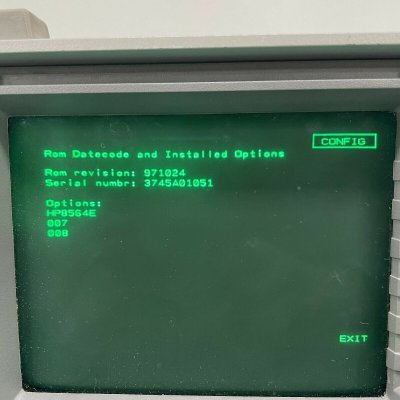 CONFIG
Rom Datecode and Installed Options
Rom revision: 971024
Serial numbr: 3745A01051
Options:
HP8564E
007
008
EXIT